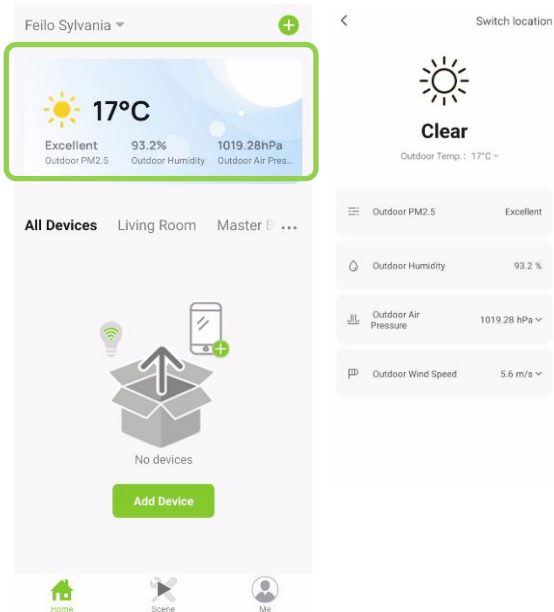 Feilo Sylvania
17°C
Excellent 93.2% 1019.28hPa
Outdoor PM2.5 Outdoor Humidity Outdoor Air Pres...
All Devices Living Room Master B ...
No devices
Add Device
Home Scene Me
Switch location
Clear
Outdoor Temp.: 17°C
Outdoor PM2.5 Excellent
Outdoor Humidity 93.2 %
Outdoor Air
Pressure 1019.28 hPa
Outdoor Wind Speed 5.6 m/s